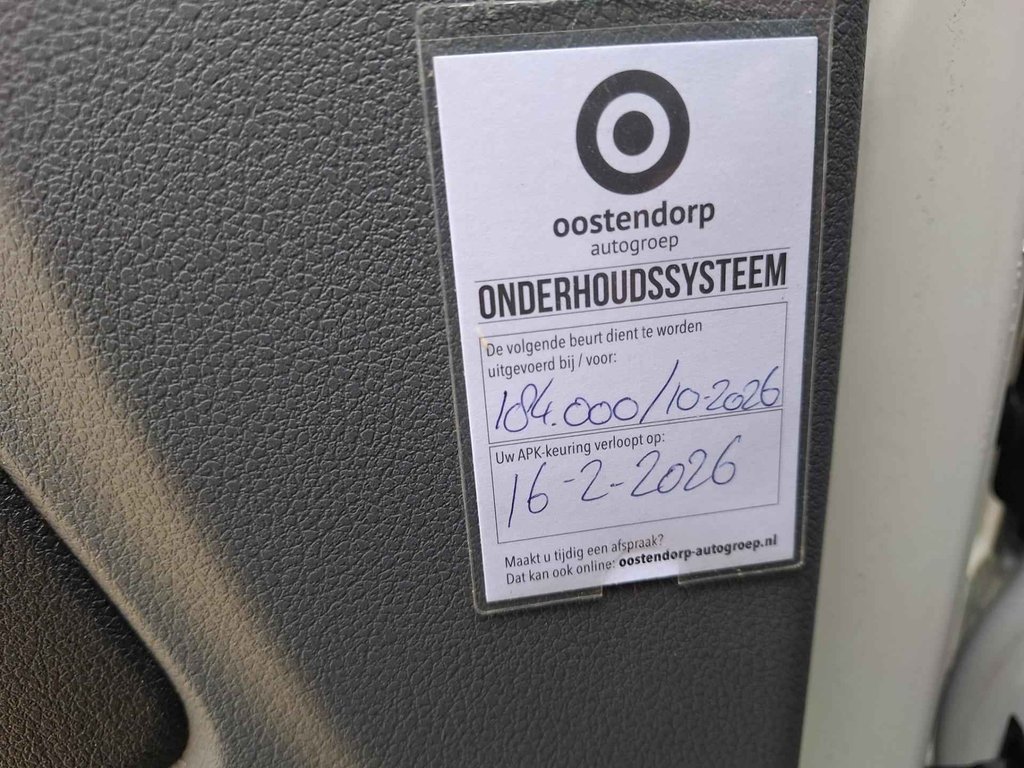 oostendorp
autogroep
ONDERHOUDSSYSTEEM
De volgende beurt dient te worden
uitgevoerd bij / voor:
184.000/10-2026
Uw APK-keuring verloopt op:
16-2-2026
Maakt u tijdig een afspraak?
Dat kan ook online: oostendorp-autogroep.nl